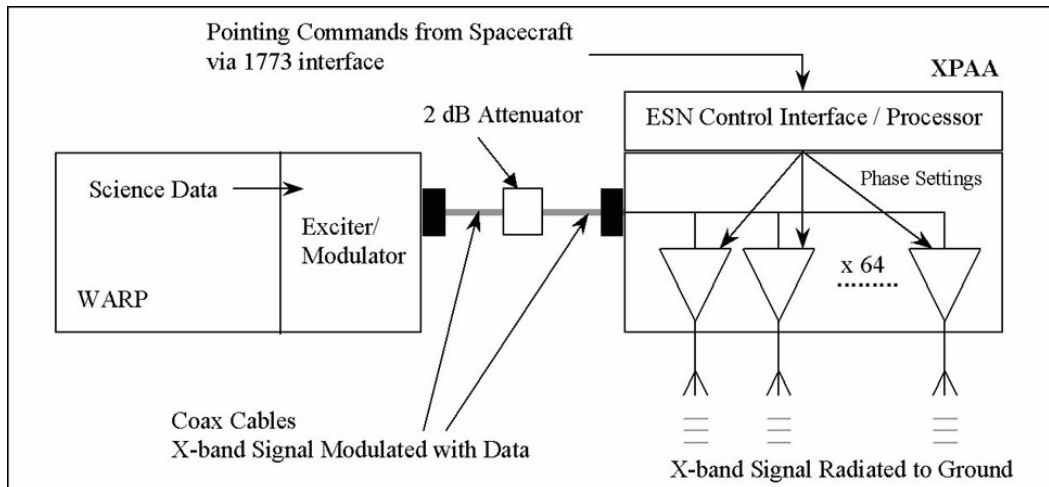 Pointing Commands from Spacecraft
via 1773 interface
XPAA
2 dB Attenuator
ESN Control Interface / Processor
Science Data
Phase Settings
Exciter/
Modulator
x 64
WARP
Coax Cables
X-band Signal Modulated with Data
X-band Signal Radiated to Ground